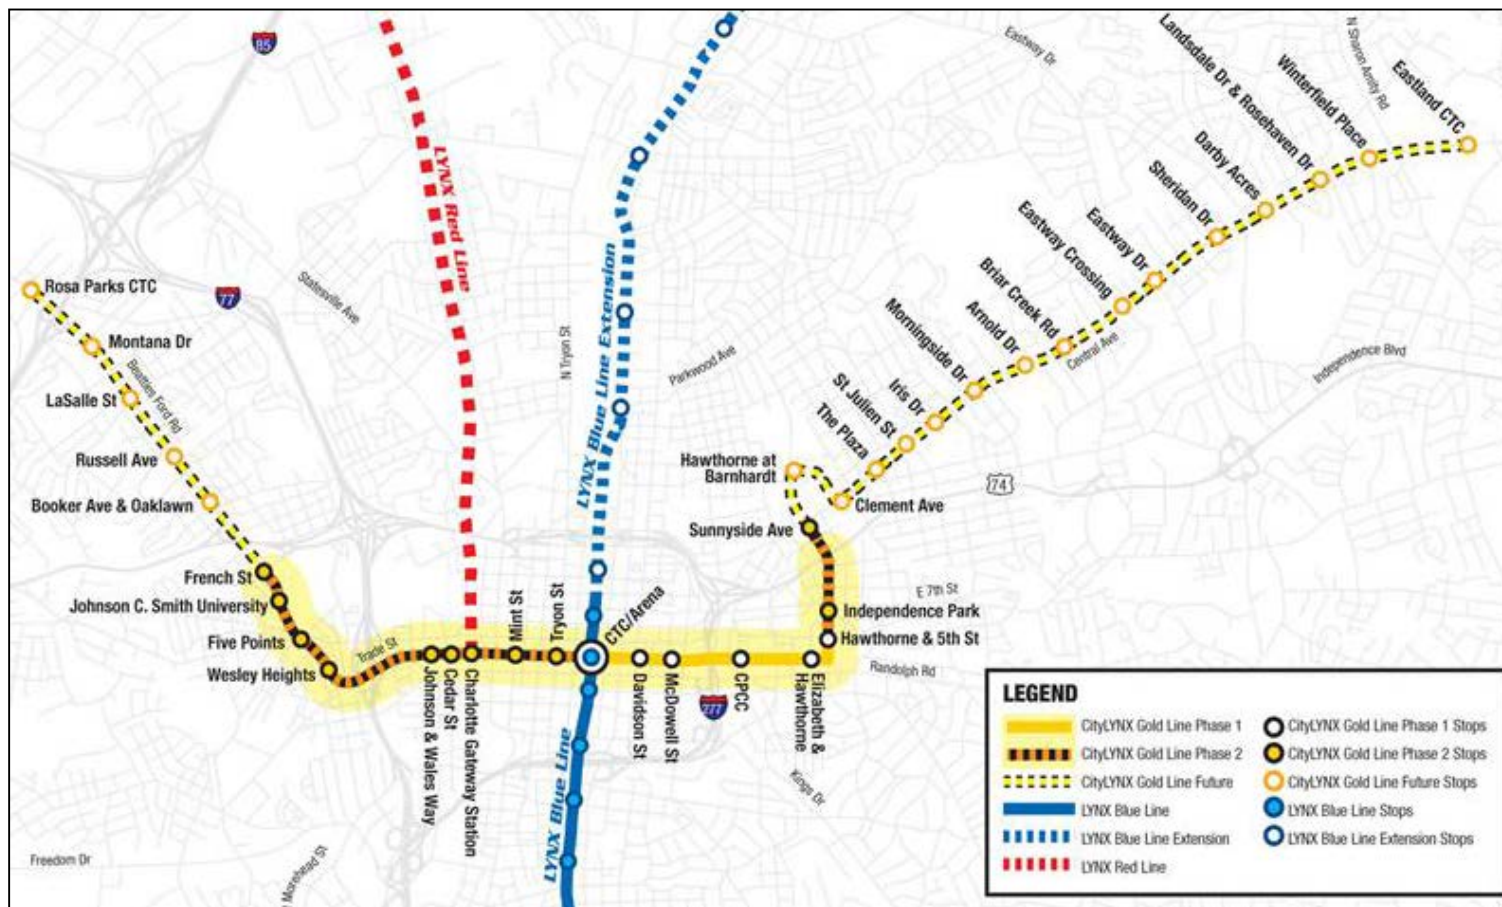 85
Eastway Dr
N Sharon Amity Rd
Landsdale Dr & Rosehaven Dr
Winterfield Place
Eastland CTC
Darby Acres
Sheridan Dr
Eastway Dr
Eastway Crossing
Briar Creek Rd
Arnold Dr
Morningside Dr
Iris Dr
St Julien St
The Plaza
Central Ave
Independence Blvd
LYNX Red Line
LYNX Blue Line Extension
Rosa Parks CTC
77
Statesville Ave
Montana Dr
Beatties Ford Rd
LaSalle St
N Tryon St
Parkwood Ave
Russell Ave
Booker Ave & Oaklawn
Hawthorne at
Barnhardt
74
Clement Ave
Sunnyside Ave
French St
Johnson C. Smith University
Five Points
Wesley Heights
Trade St
Mint St
Tryon St
CTC/Arena
E 7th St
Independence Park
Hawthorne & 5th St
Randolph Rd
Johnson & Wales Way
Cedar St
Charlotte Gateway Station
Davidson St
McDowell St
277
CPCC
Elizabeth &
Hawthorne
Kings Dr
LYNX Blue Line
Freedom Dr
Morehead St
LEGEND
CityLYNX Gold Line Phase 1
CityLYNX Gold Line Phase 2
CityLYNX Gold Line Future
LYNX Blue Line
LYNX Blue Line Extension
LYNX Red Line
CityLYNX Gold Line Phase 1 Stops
CityLYNX Gold Line Phase 2 Stops
CityLYNX Gold Line Future Stops
LYNX Blue Line Stops
LYNX Blue Line Extension Stops